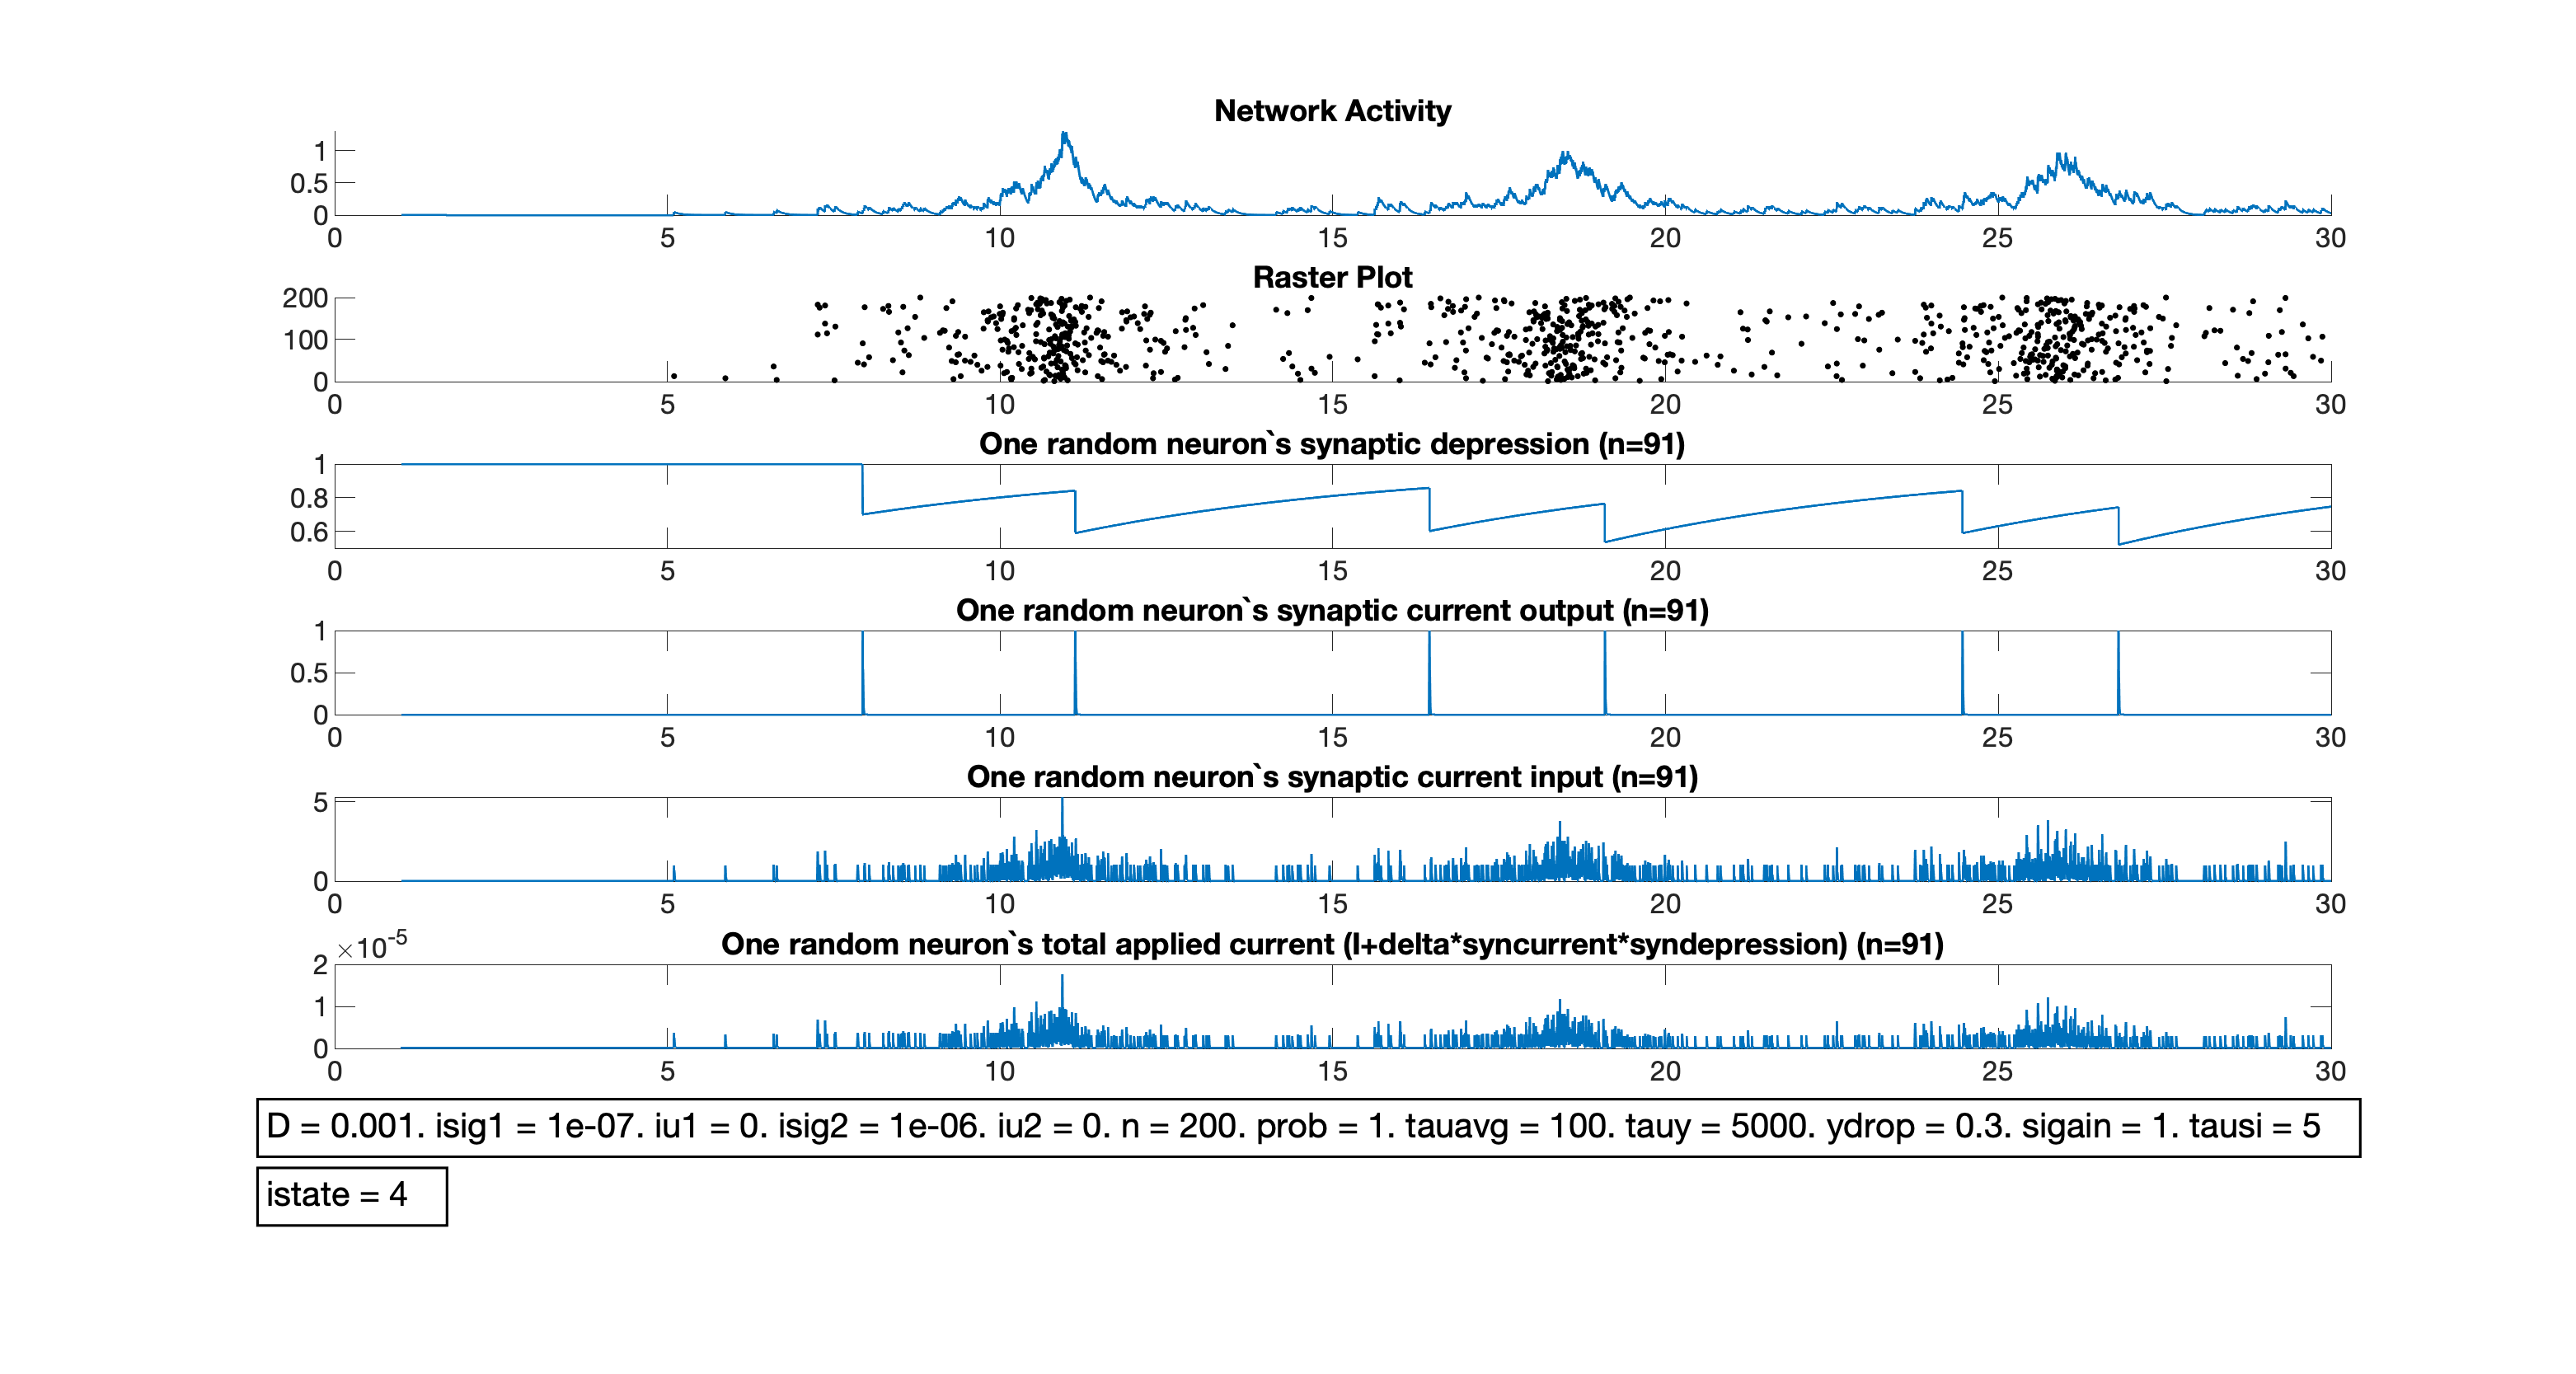 Network Activity
1
0.5
0
0 5 10 15 20 25 30
Raster Plot
200
100
0
0 5 10 15 20 25 30
One random neuron`s synaptic depression (n=91)
1
0.8
0.6
0 5 10 15 20 25 30
One random neuron`s synaptic current output (n=91)
1
0.5
0
0 5 10 15 20 25 30
One random neuron`s synaptic current input (n=91)
5
0
0 5 10 15 20 25 30
×10-5
One random neuron`s total applied current (I+delta*syncurrent*syndepression) (n=91)
2
1
0
0 5 10 15 20 25 30
D = 0.001. isig1 = 1e-07. iu1 = 0. isig2 = 1e-06. iu2 = 0. n = 200. prob = 1. tauavg = 100. tauy = 5000. ydrop = 0.3. sigain = 1. tausi = 5
istate = 4